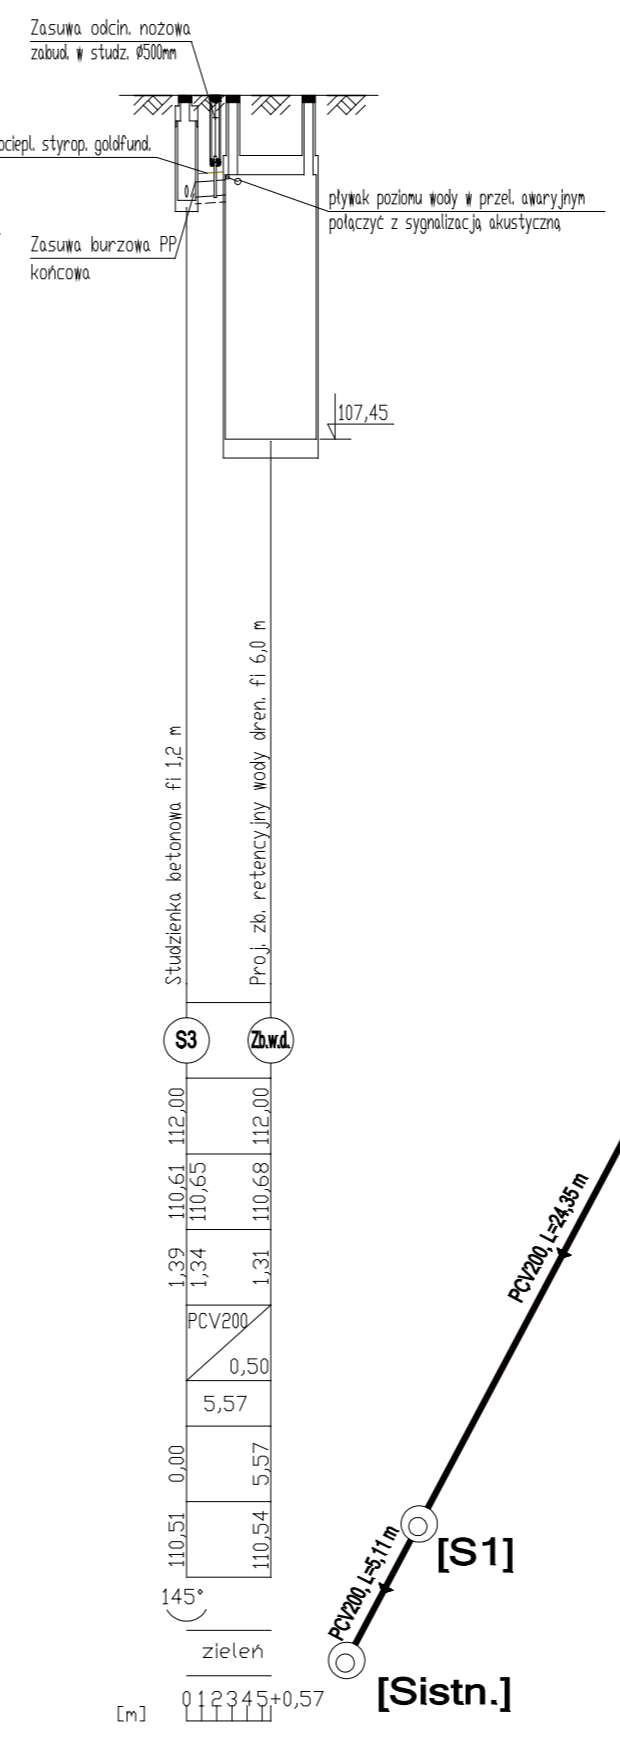 Zasuwa odcin. nożowa
zabud. w studz. Ø500mm
ociepl. styrop. goldfund.
pływak poziomu wody w przel. awaryjnym
połączyć z sygnalizacją akustyczną
Zasuwa burzowa PP
końcowa
107,45
Studzienka betonowa fi 1,2 m
Proj. zb. retencyjny wody dren. fi 6,0 m
S3
Zb.w.d.
112,00
112,00
110,61
110,65
110,68
1,39
1,34
1,31
PCV200
0,50
5,57
0,00
5,57
110,51
110,54
145°
zieleń
[m]
0 1 2 3 4 5+0,57
PCV200, L=24,35 m
[S1]
PCV200, L=5,11 m
[Sistn.]